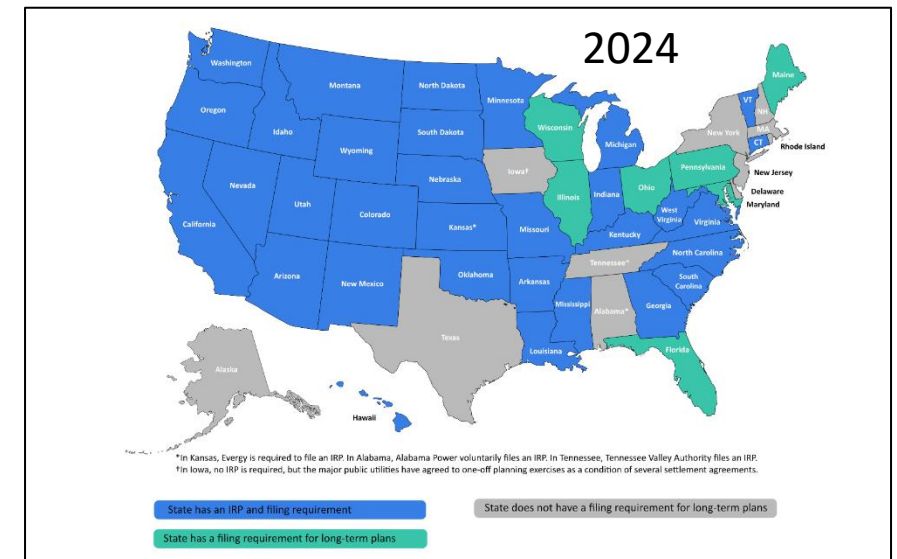 2024
Washington
Montana
North Dakota
Minnesota
Maine
Oregon
Idaho
Wyoming
South Dakota
Wisconsin
Michigan
VT
NH
New York
MA
CT
Rhode Island
Nevada
Utah
Colorado
Nebraska
Iowa†
Illinois
Indiana
Ohio
Pennsylvania
New Jersey
Delaware
Maryland
California
Kansas*
Missouri
Kentucky
West
Virginia
Virginia
Arizona
New Mexico
Oklahoma
Arkansas
Tennessee*
North Carolina
South
Carolina
Mississippi
Alabama*
Georgia
Texas
Louisiana
Florida
Alaska
Hawaii
*In Kansas, Evergy is required to file an IRP. In Alabama, Alabama Power voluntarily files an IRP. In Tennessee, Tennessee Valley Authority files an IRP.
†In Iowa, no IRP is required, but the major public utilities have agreed to one-off planning exercises as a condition of several settlement agreements.
State has an IRP and filing requirement
State does not have a filing requirement for long-term plans
State has a filing requirement for long-term plans